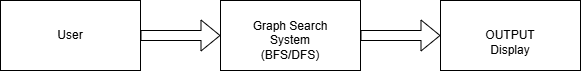 User
Graph Search
System
(BFS/DFS)
OUTPUT
Display